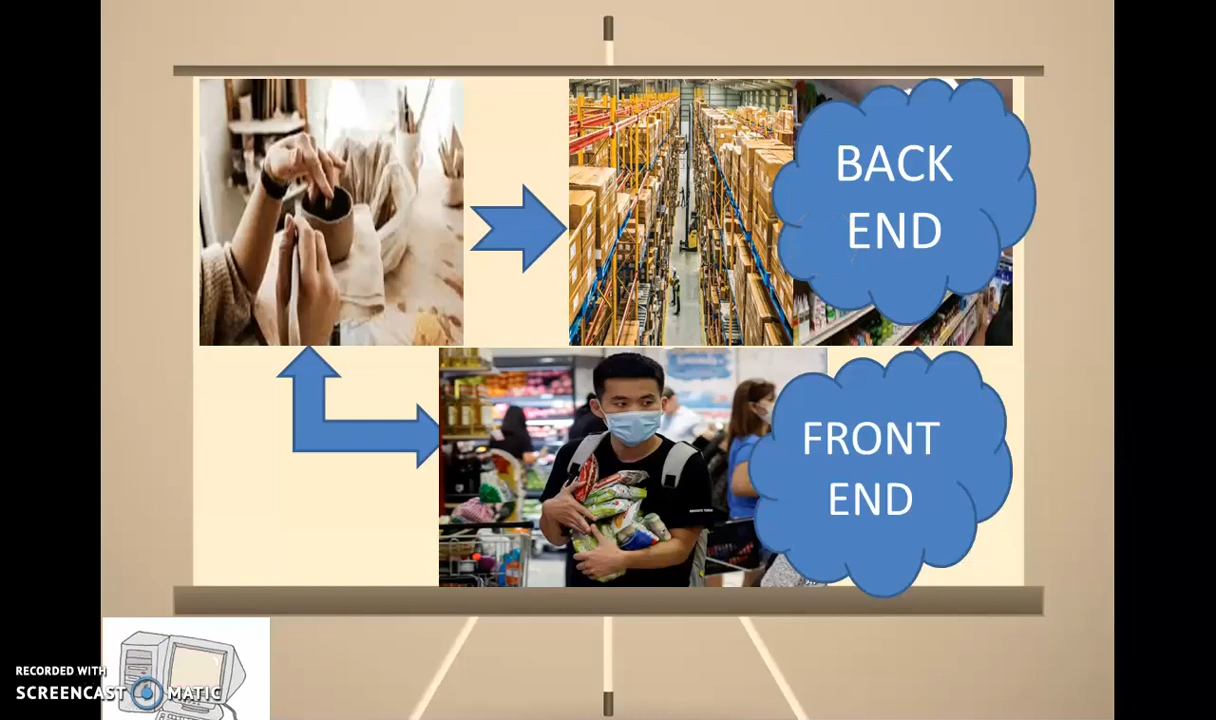 BACK
END
FRONT
END
RECORDED WITH
SCREENCAST MATIC